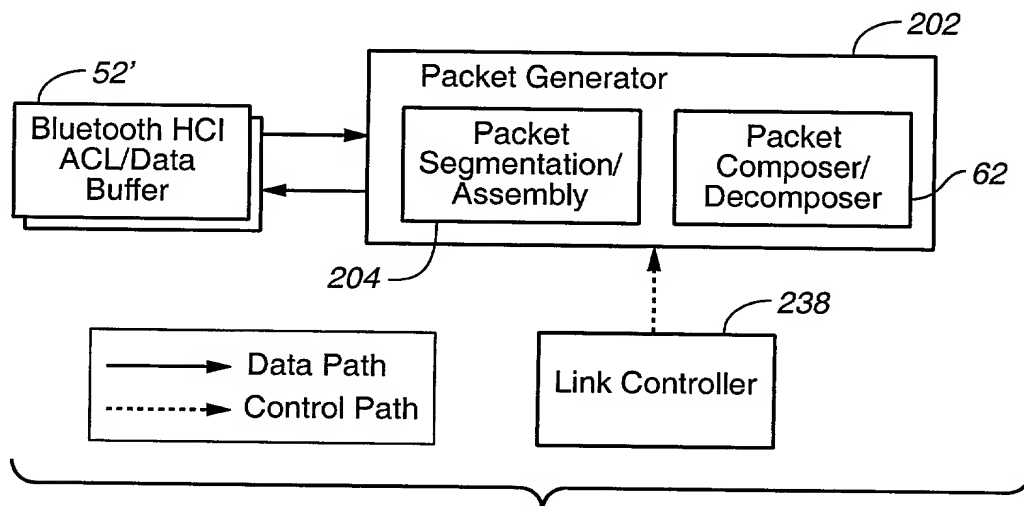 202
52'
Packet Generator
Bluetooth HCI
ACL/Data
Buffer
Packet
Segmentation/
Assembly
Packet
Composer/
Decomposer
62
204
238
Data Path
Control Path
Link Controller